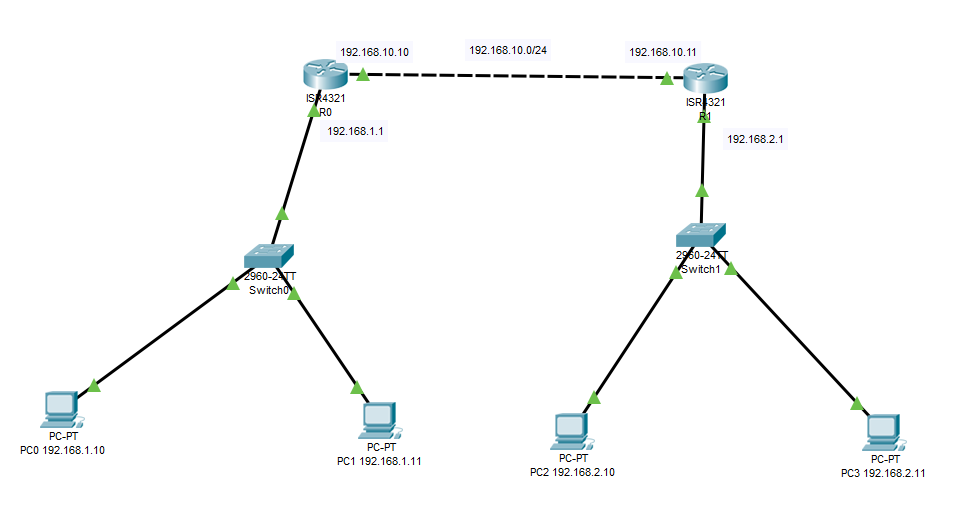 192.168.10.10
192.168.10.0/24
192.168.10.11
ISR4321
R0
ISR4321
R1
192.168.1.1
192.168.2.1
2960-24TT
Switch0
2960-24TT
Switch1
PC-PT
PC0 192.168.1.10
PC-PT
PC1 192.168.1.11
PC-PT
PC2 192.168.2.10
PC-PT
PC3 192.168.2.11